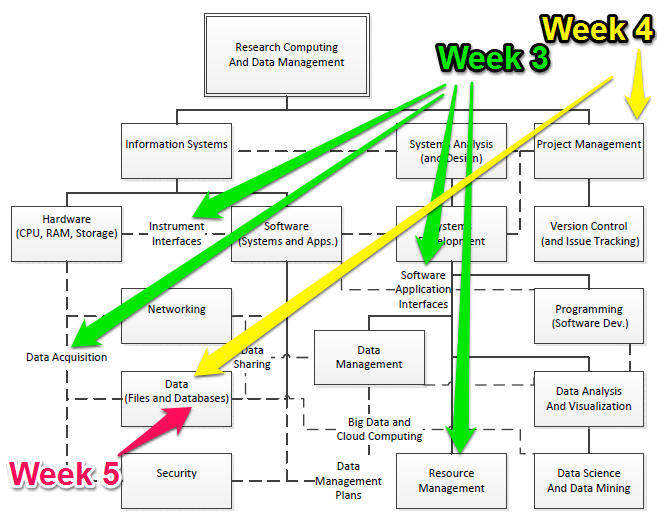 Week 4
Week 3
Research Computing
And Data Management
Information Systems
Systems Analysis
(and Design)
Project Management
Hardware
(CPU, RAM, Storage)
Instrument
Interfaces
Software
(Systems and Apps.)
Systems
Development
Version Control
(and Issue Tracking)
Software
Application
Interfaces
Networking
Programming
(Software Dev.)
Data Acquisition
Data
Sharing
Data
Management
Data
(Files and Databases)
Data Analysis
And Visualization
Big Data and
Cloud Computing
Week 5
Security
Data
Management
Plans
Resource
Management
Data Science
And Data Mining